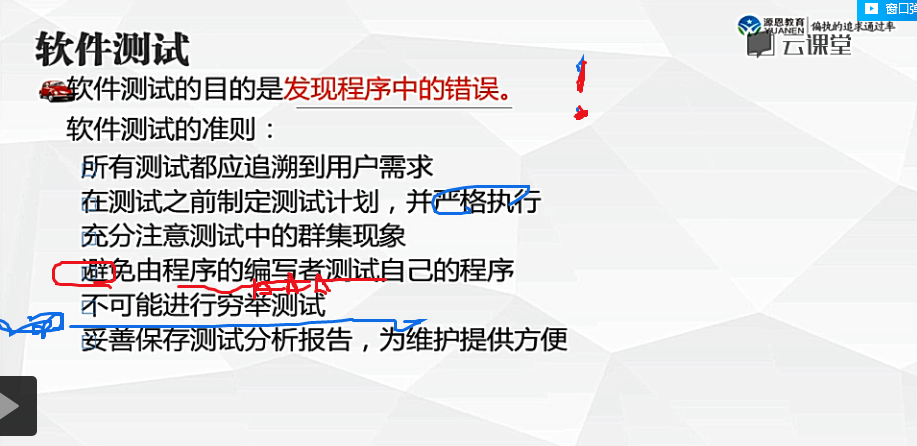 窗口弹
源恩教育
YUANEN
偏技的追求通过率
云课堂
软件测试
软件测试的目的是发现程序中的错误。
软件测试的准则：
所有测试都应追溯到用户需求
在测试之前制定测试计划，并严格执行
充分注意测试中的群集现象
避免由程序的编写者测试自己的程序
不可能进行穷举测试
妥善保存测试分析报告，为维护提供方便